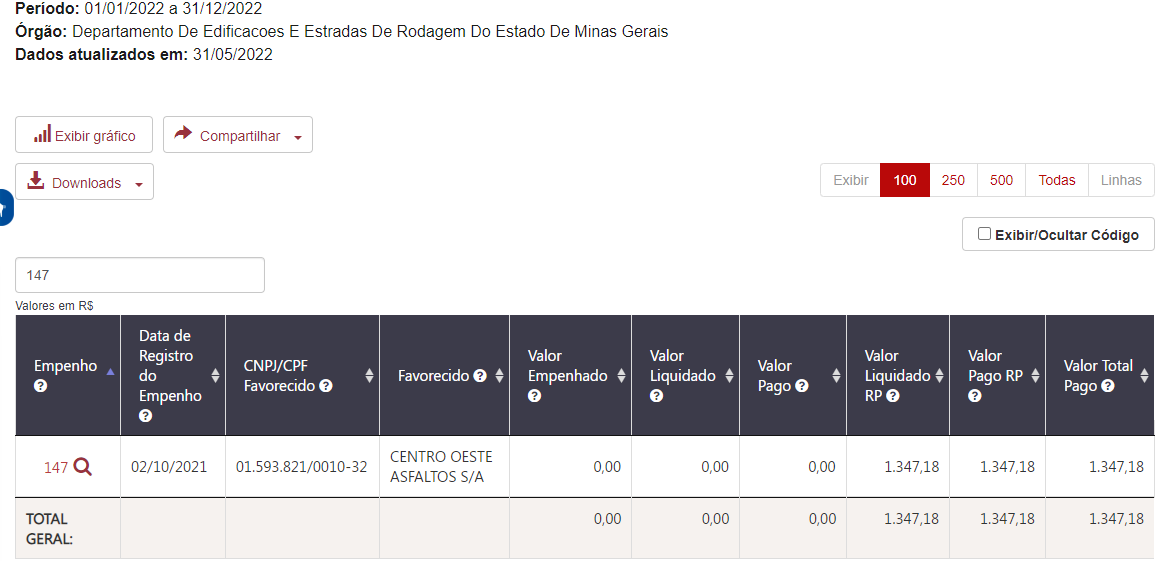 Período: 01/01/2022 a 31/12/2022
Órgão: Departamento De Edificacoes E Estradas De Rodagem Do Estado De Minas Gerais
Dados atualizados em: 31/05/2022
Exibir gráfico
Compartilhar
Downloads
Exibir 100 250 500 Todas Linhas
Exibir/Ocultar Código
147
Valores em R$
Empenho
Data de
Registro
do
Empenho
CNPJ/CPF
Favorecido
Favorecido
Valor
Empenhado
Valor
Liquidado
Valor
Pago
Valor
Liquidado
RP
Valor
Pago RP
Valor Total
Pago
147
02/10/2021
01.593.821/0010-32
CENTRO OESTE
ASFALTOS S/A
0,00
0,00
0,00
1.347,18
1.347,18
1.347,18
TOTAL
GERAL:
0,00
0,00
0,00
1.347,18
1.347,18
1.347,18